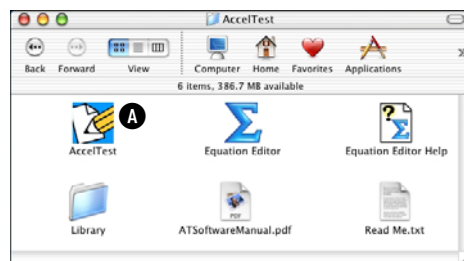 AccelTest
Back Forward View Computer Home Favorites Applications
6 items, 386.7 MB available
A
AccelTest Equation Editor Equation Editor Help
PDF
Library ATSoftwareManual.pdf Read Me.txt